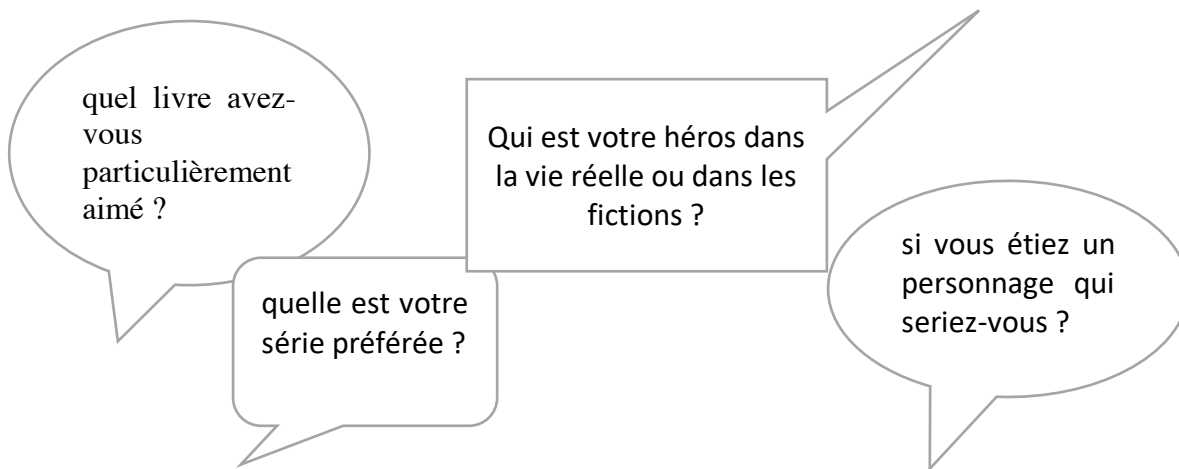 quel livre avez-
vous
particulièrement
aimé ?
quelle est votre
série préférée ?
Qui est votre héros dans
la vie réelle ou dans les
fictions ?
si vous étiez un
personnage qui
seriez-vous ?